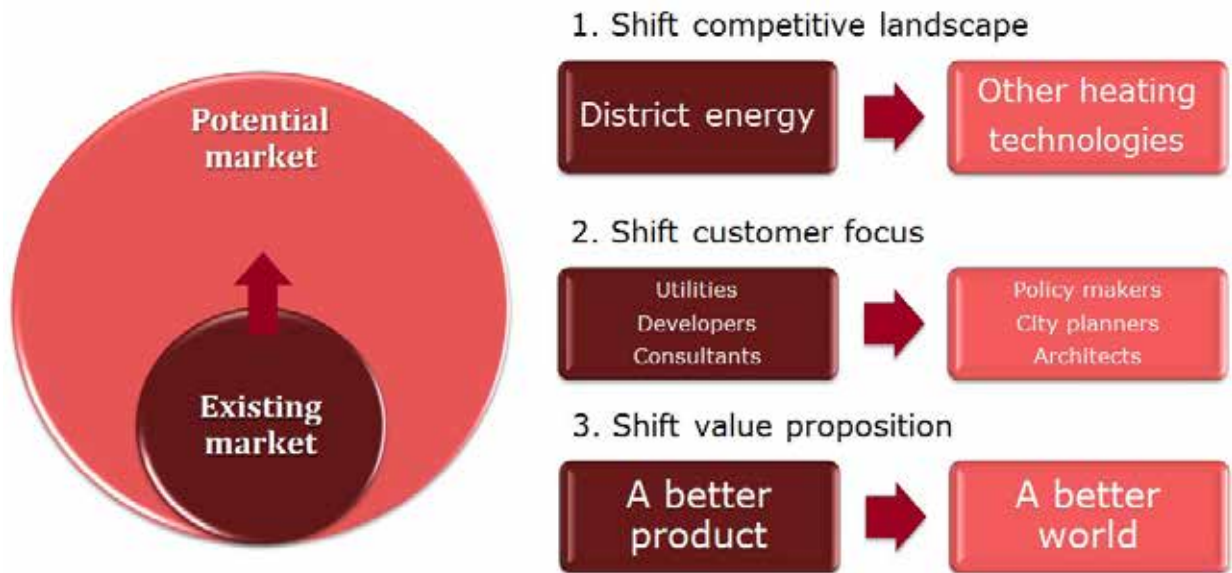 Potential
market
Existing
market
1. Shift competitive landscape
District energy
Other heating
technologies
2. Shift customer focus
Utilities
Developers
Consultants
Policy makers
City planners
Architects
3. Shift value proposition
A better
product
A better
world